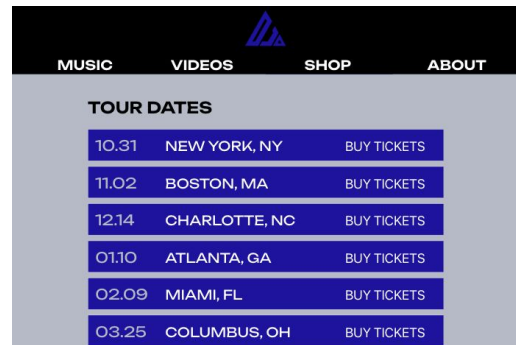 MUSIC VIDEOS SHOP ABOUT
TOUR DATES
10.31 NEW YORK, NY BUY TICKETS
11.02 BOSTON, MA BUY TICKETS
12.14 CHARLOTTE, NC BUY TICKETS
01.10 ATLANTA, GA BUY TICKETS
02.09 MIAMI, FL BUY TICKETS
03.25 COLUMBUS, OH BUY TICKETS